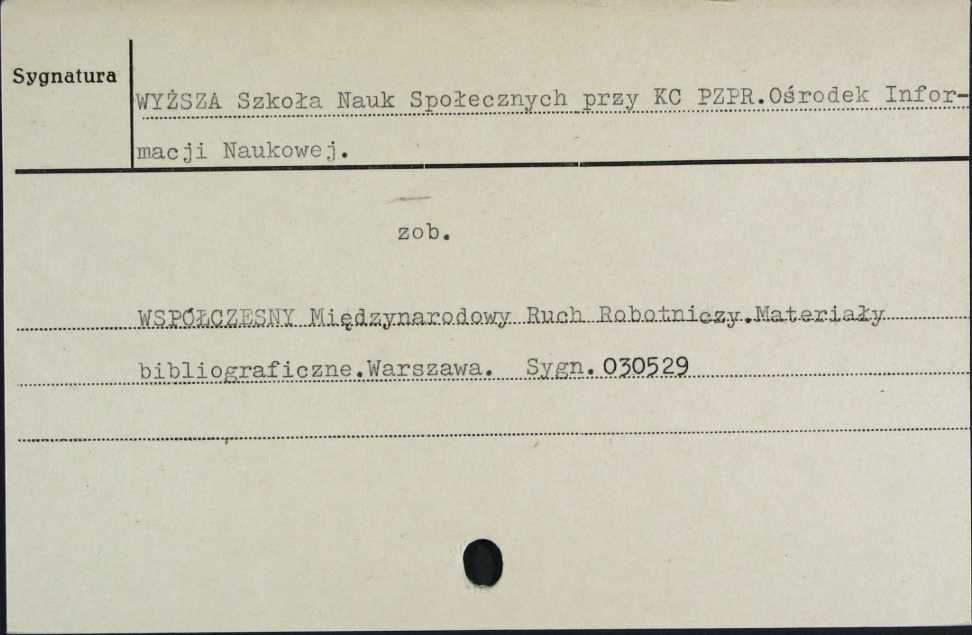 Sygnatura
WYŻSZA Szkoła Nauk Społecznych przy KC PZPR.Ośrodek Infor-
macji Naukowej.
zob.
WSPÓŁCZESNY Międzynarodowy Ruch Robotniczy.Materiały
bibliograficzne.Warszawa. Sygn. 030529